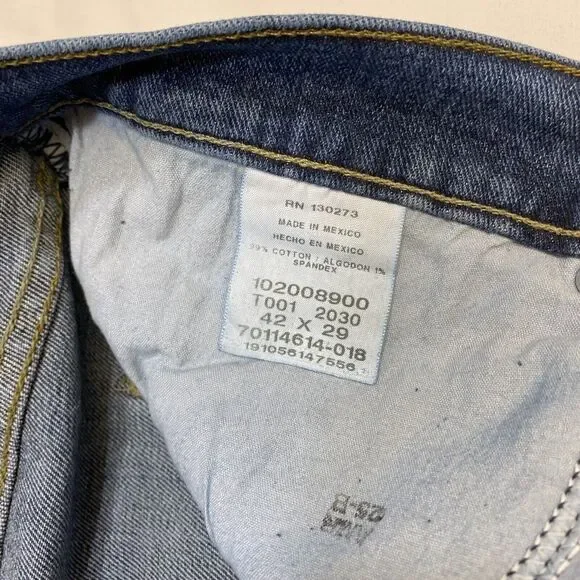 RN 130273
MADE IN MEXICO
HECHO EN MEXICO
99% COTTON / ALGODON 1%
SPANDEX
102008900
T001 2030
42 X 29
70114614-018
191056147556